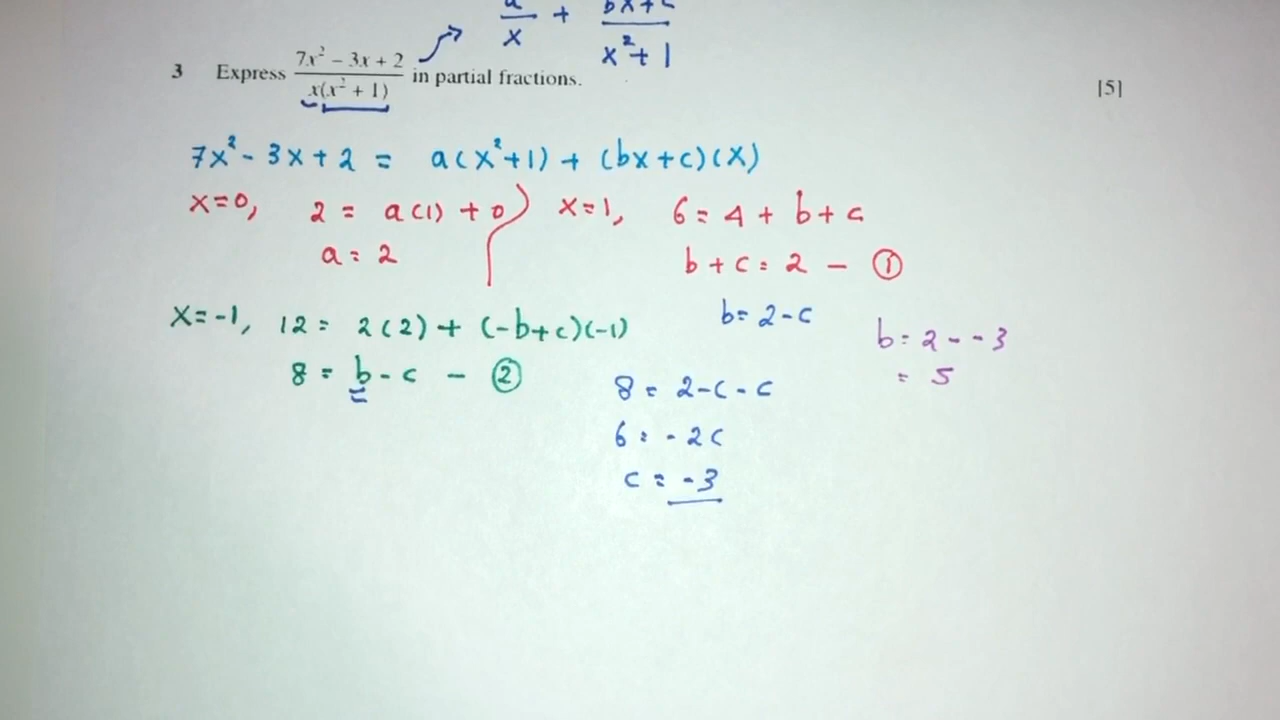 a/x + bx+c/x²+1
3 Express 7x² − 3x + 2 / x(x² + 1) in partial fractions. [5]
7x² - 3x + 2 = a(x²+1) + (bx+c)(x)
x=0, 2 = a(1) + 0
a = 2
x=1, 6 = 4 + b + c
b + c = 2 — ①
x=-1, 12 = 2(2) + (-b+c)(-1)
8 = b - c — ②
b = 2 - c
8 = 2 - c - c
6 = -2c
c = -3
b = 2 - -3
= 5